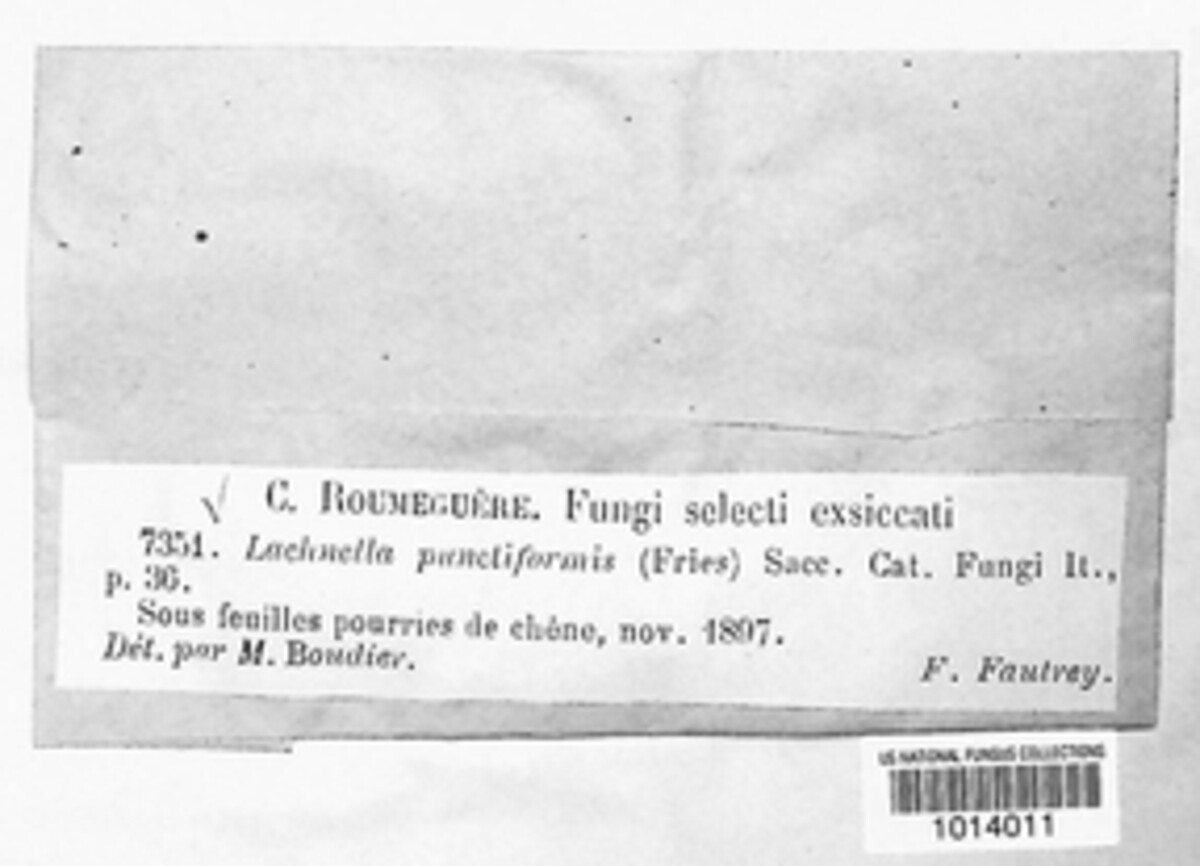 √ C. ROUMEGUÈRE. Fungi selecti exsiccati
7351. Lachnella punctiformis (Fries) Sacc. Cat. Fungi It.,
p. 36.
Sous feuilles pourries de chêne, nov. 1897.
Dét. par M. Boudier.
F. Fautrey.
US NATIONAL FUNGUS COLLECTIONS
1014011